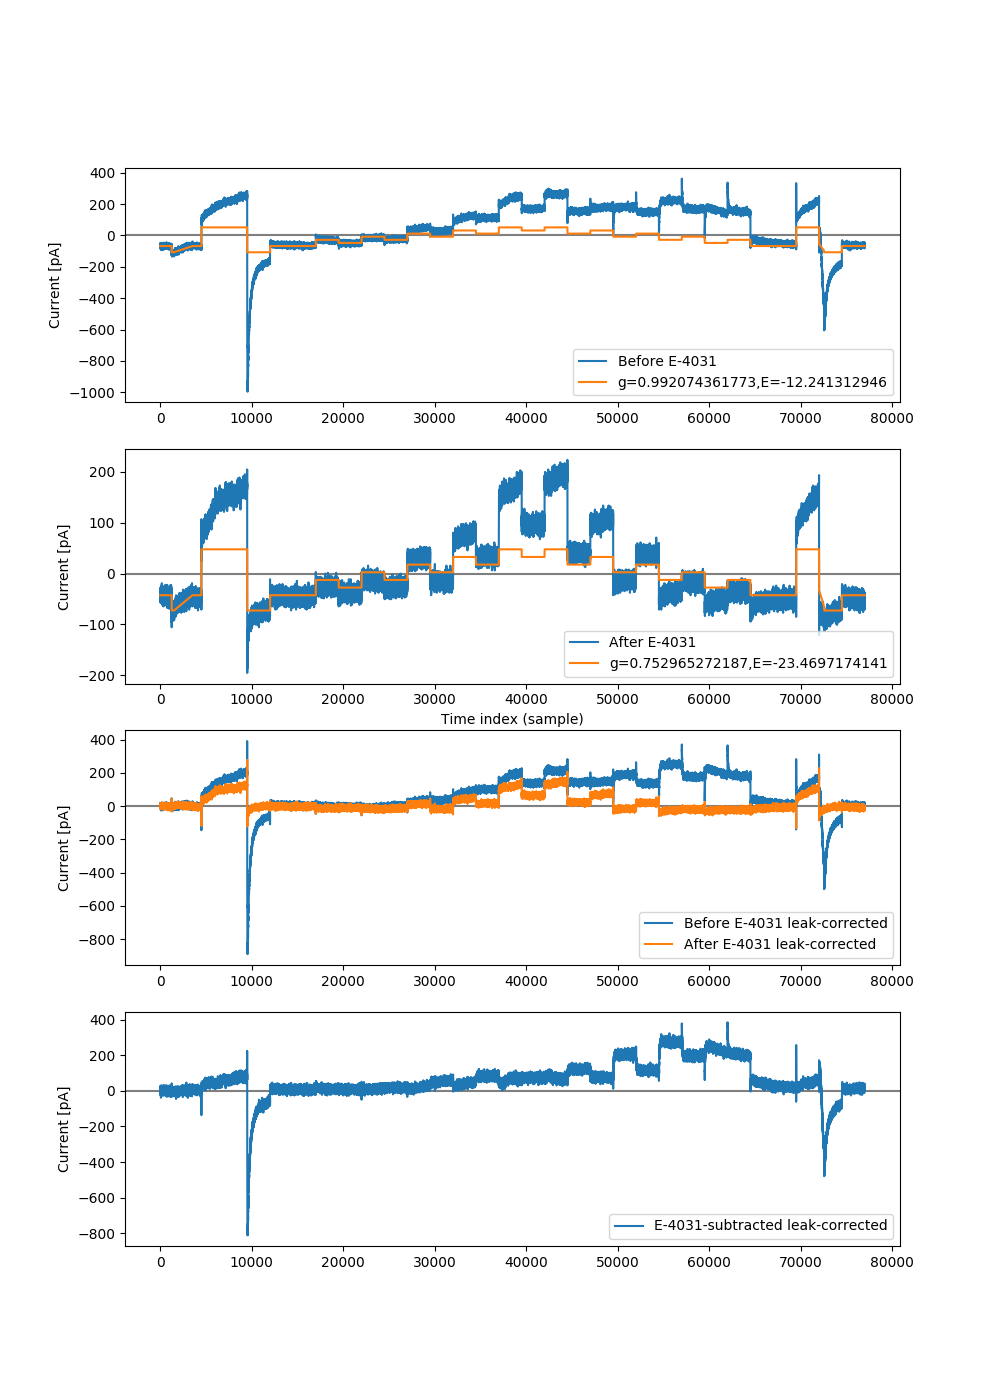 400
200
0
−200
−400
−600
−800
−1000
Current [pA]
Before E-4031
g=0.992074361773,E=-12.241312946
0 10000 20000 30000 40000 50000 60000 70000 80000
200
100
0
−100
−200
Current [pA]
After E-4031
g=0.752965272187,E=-23.4697174141
0 10000 20000 30000 40000 50000 60000 70000 80000
Time index (sample)
400
200
0
−200
−400
−600
−800
Current [pA]
Before E-4031 leak-corrected
After E-4031 leak-corrected
0 10000 20000 30000 40000 50000 60000 70000 80000
400
200
0
−200
−400
−600
−800
Current [pA]
E-4031-subtracted leak-corrected
0 10000 20000 30000 40000 50000 60000 70000 80000